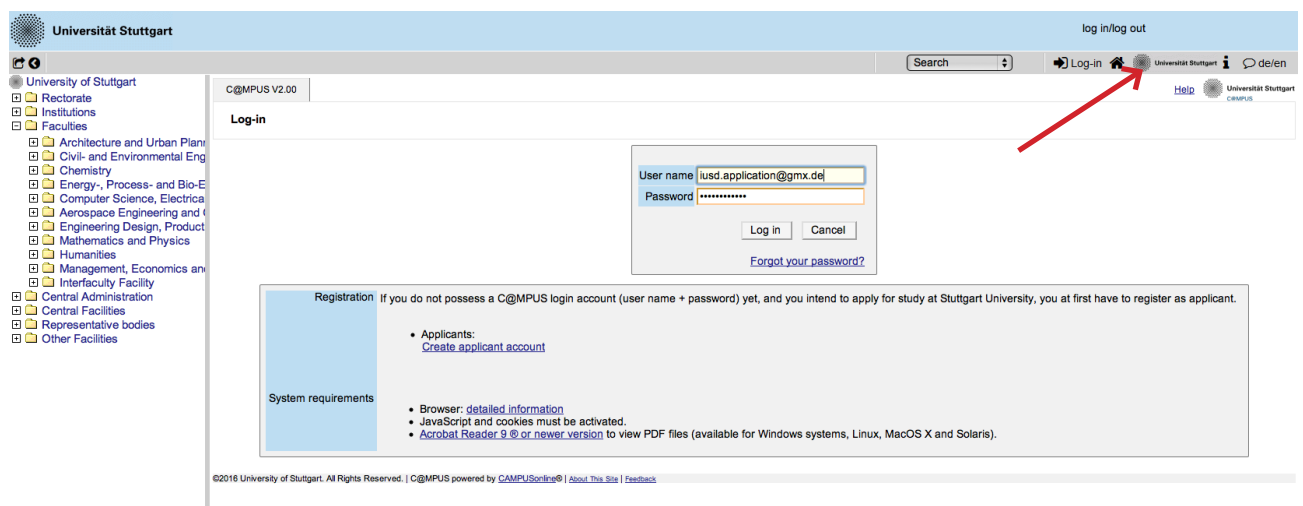 Universität Stuttgart
log in/log out
Search
Log-in
Universität Stuttgart
de/en
University of Stuttgart
Rectorate
Institutions
Faculties
Architecture and Urban Plan
Civil- and Environmental Eng
Chemistry
Energy-, Process- and Bio-E
Computer Science, Electrica
Aerospace Engineering and
Engineering Design, Product
Mathematics and Physics
Humanities
Management, Economics an
Interfaculty Facility
Central Administration
Central Facilities
Representative bodies
Other Facilities
C@MPUS V2.00
Help
Universität Stuttgart
C@MPUS
Log-in
User name iusd.application@gmx.de
Password ••••••••••••
Log in Cancel
Forgot your password?
Registration If you do not possess a C@MPUS login account (user name + password) yet, and you intend to apply for study at Stuttgart University, you at first have to register as applicant.
• Applicants:
Create applicant account
System requirements
• Browser: detailed information
• JavaScript and cookies must be activated.
• Acrobat Reader 9 ® or newer version to view PDF files (available for Windows systems, Linux, MacOS X and Solaris).
©2016 University of Stuttgart. All Rights Reserved. | C@MPUS powered by CAMPUSonline® | About This Site | Feedback